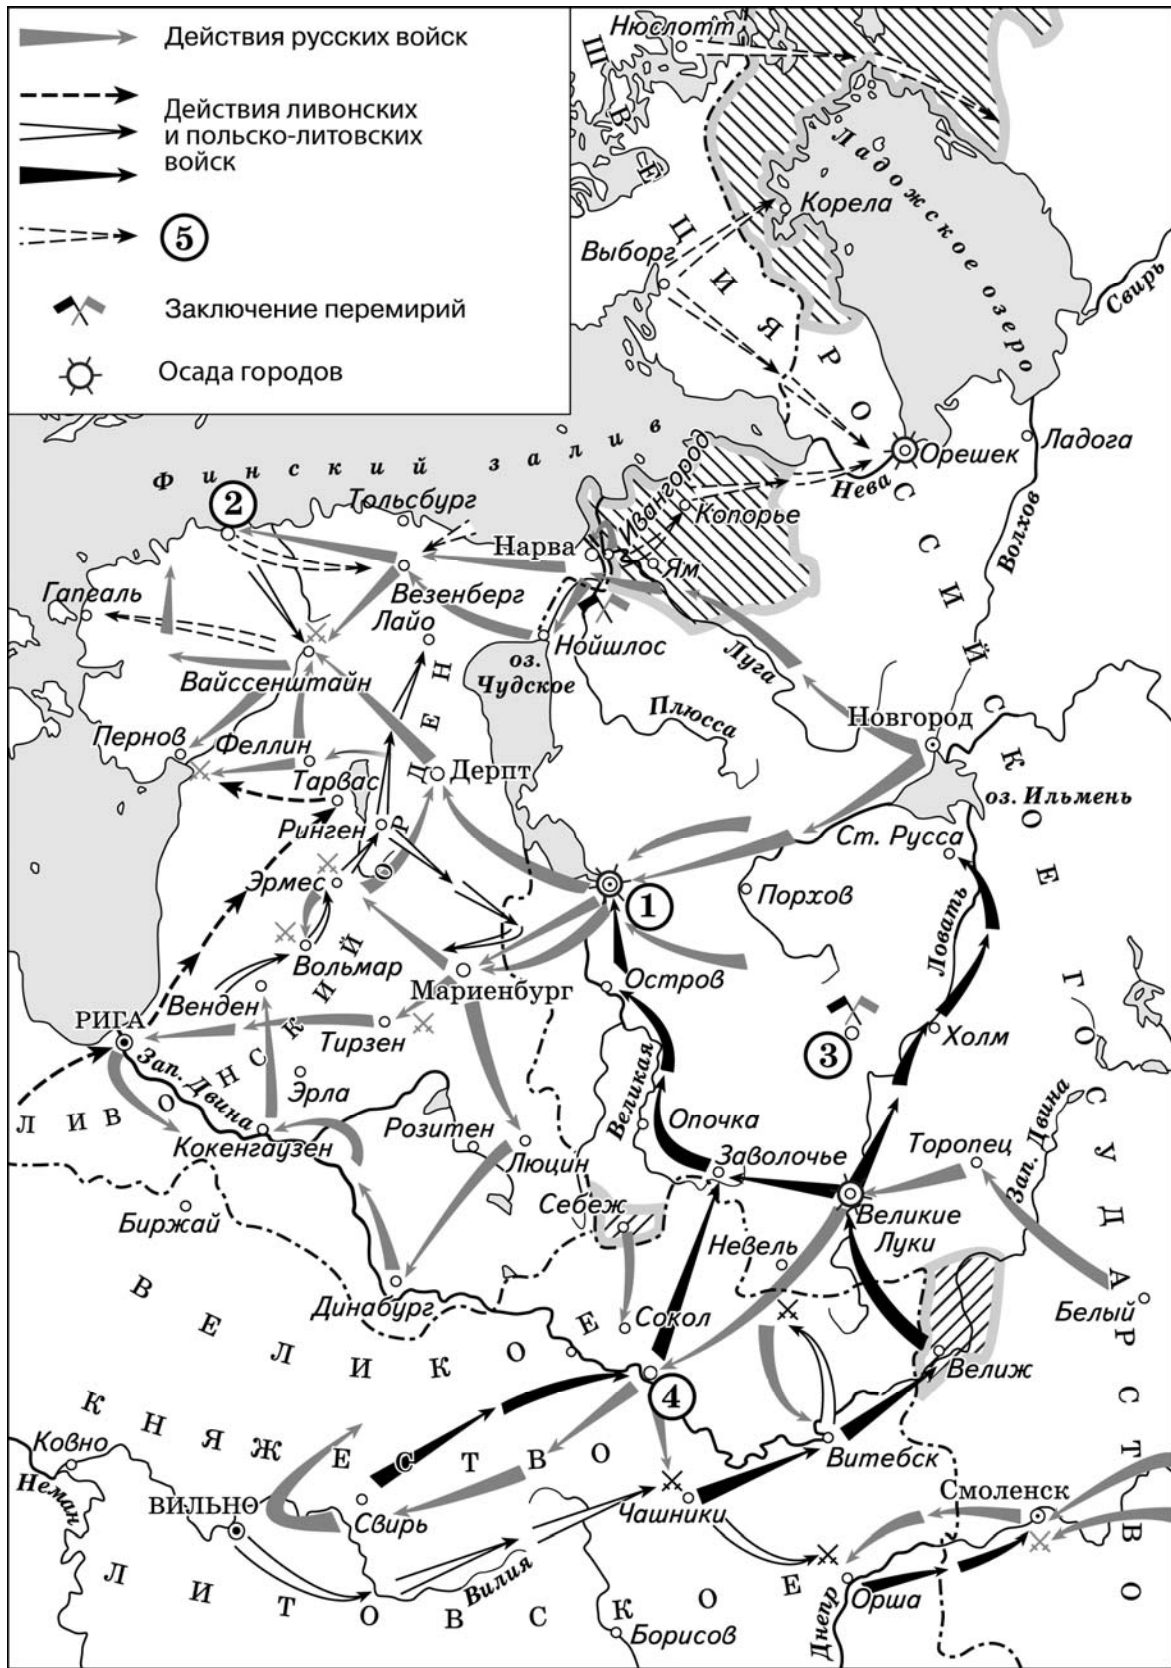 Действия русских войск
Действия ливонских
и польско-литовских
войск
5
Заключение перемирий
Осада городов
Нюслотт
ШВЕЦИЯ
Ладожское озеро
Корела
Выборг
Свирь
РОССИЙСКОЕ ГОСУДАРСТВО
Ладога
Орешек
Нева
Волхов
Финский залив
2
Тольсбург
Ивангород
Копорье
Нарва
Ям
Гапсаль
Везенберг
Лайо
Нойшлос
оз.
Чудское
Луга
Вайссенштайн
Плюсса
Новгород
Пернов
Феллин
Дерпт
Тарвас
оз. Ильмень
Ринген
Ст. Русса
Эрмес
1
Порхов
Ловать
Вольмар
Мариенбург
Остров
Венден
РИГА
Тирзен
3
Холм
Зап. Двина
Великая
ЛИВОНСКИЙ ОРДЕН
Эрла
Опочка
Зап. Двина
Кокенгаузен
Розитен
Люцин
Заволочье
Торопец
Биржай
Себеж
Великие
Луки
Невель
Динабург
Сокол
Белый
Велиж
4
ВЕЛИКОЕ
КНЯЖЕСТВО
Ковно
Неман
Витебск
ВИЛЬНО
Свирь
Чашники
Смоленск
Вилия
ЛИТОВСКОЕ
Орша
Днепр
Борисов